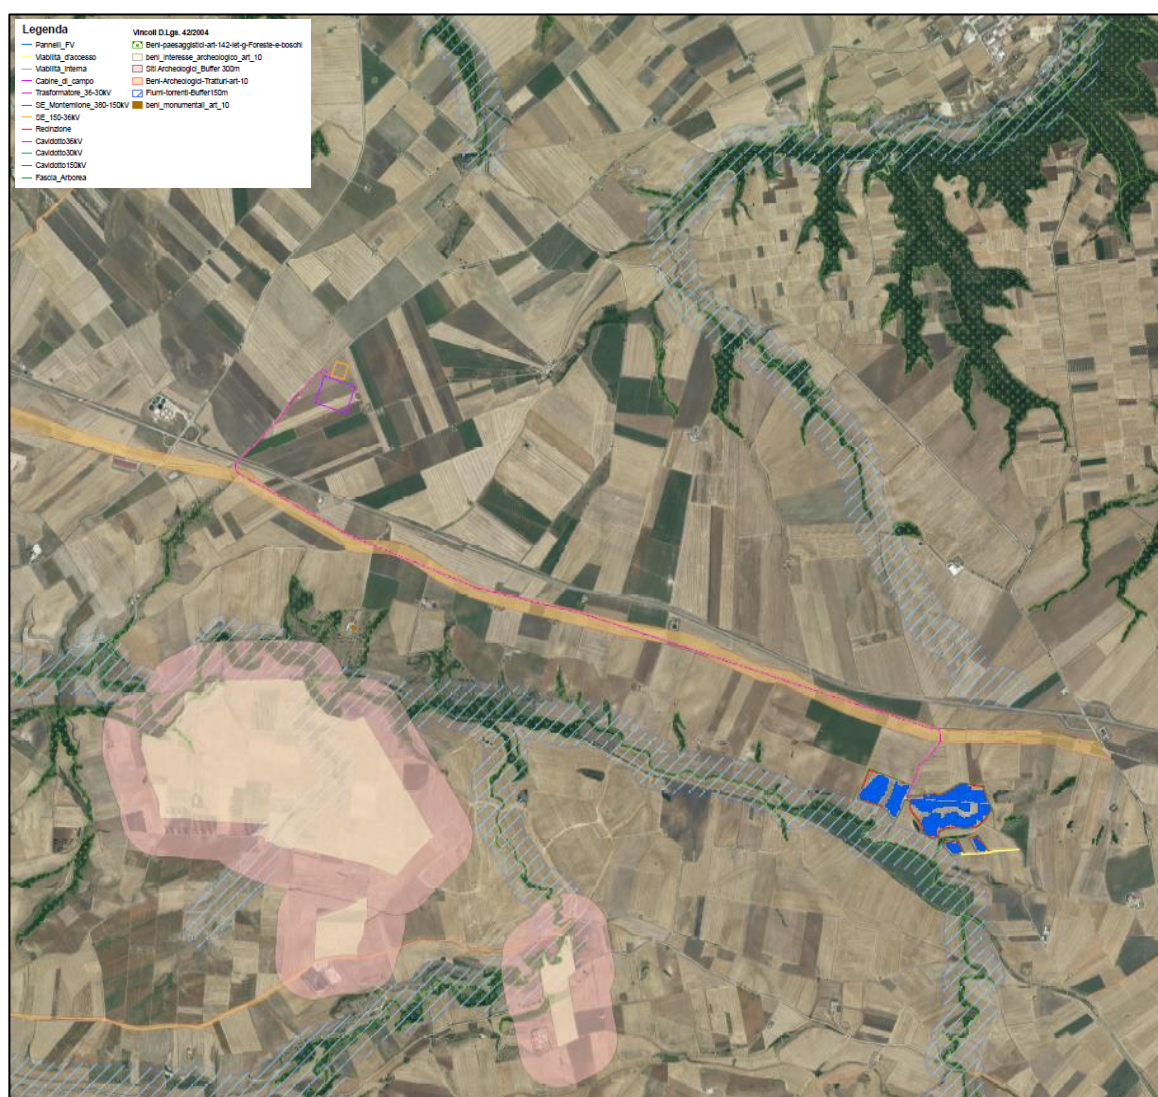 Legenda
Pannelli_FV
Viabilità_d'accesso
Viabilità_Interna
Cabine_di_campo
Trasformatore_36-30kV
SE_Montemilone_380-150kV
SE_150-36kV
Recinzione
Cavidotto36kV
Cavidotto30kV
Cavidotto150kV
Fascia_Arborea
Vincoli D.Lgs. 42/2004
Beni-paesaggistici-art-142-let-g-Foreste-e-boschi
beni_interesse_archeologico_art_10
Siti Archeologici_Buffer 300m
Beni-Archeologici-Tratturi-art-10
Fiumi-torrenti-Buffer150m
beni_monumentali_art_10